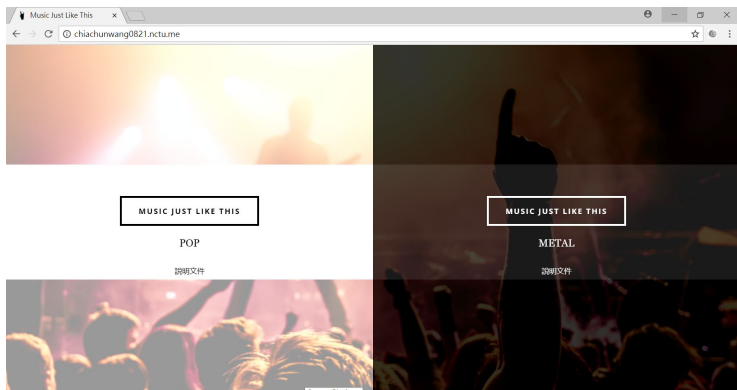 Music Just Like This
chiachunwang0821.nctu.me
MUSIC JUST LIKE THIS
POP
說明文件
MUSIC JUST LIKE THIS
METAL
說明文件